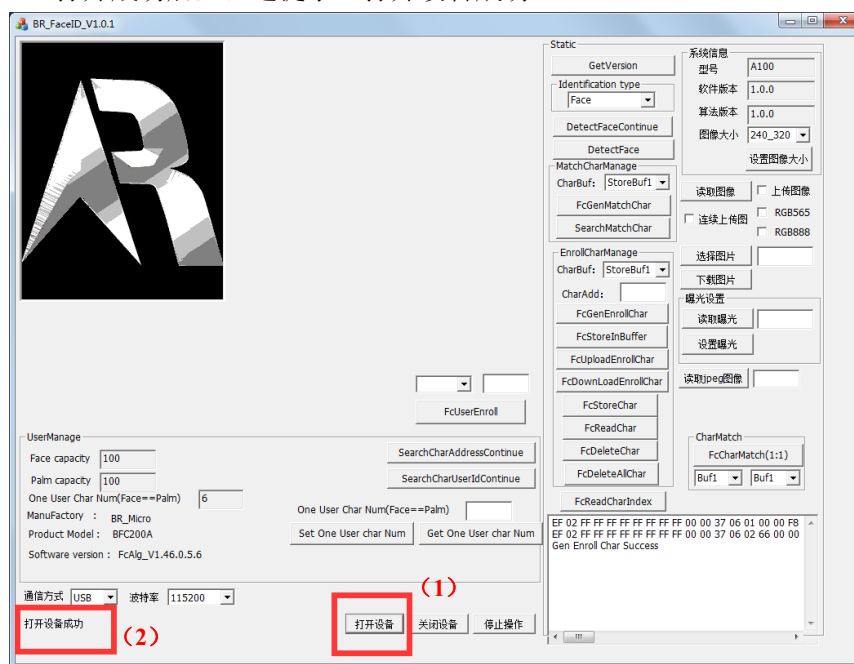 BR_FaceID_V1.0.1
Static
GetVersion
Identification type
Face
DetectFaceContinue
DetectFace
MatchCharManage
CharBuf: StoreBuf1
FcGenMatchChar
SearchMatchChar
EnrollCharManage
CharBuf: StoreBuf1
CharAdd:
FcGenEnrollChar
FcStoreInBuffer
FcUploadEnrollChar
FcDownLoadEnrollChar
FcStoreChar
FcReadChar
FcDeleteChar
FcDeleteAllChar
FcReadCharIndex
系统信息
型号 A100
软件版本 1.0.0
算法版本 1.0.0
图像大小 240_320
设置图像大小
读取图像 上传图像
连续上传图 RGB565
RGB888
选择图片
下载图片
曝光设置
读取曝光
设置曝光
读取jpeg图像
CharMatch
FcCharMatch(1:1)
Buf1 Buf1
FcUserEnroll
UserManage
Face capacity 100
Palm capacity 100
One User Char Num(Face==Palm) 6
ManuFactory : BR_Micro
Product Model : BFC200A
Software version : FcAlg_V1.46.0.5.6
SearchCharAddressContinue
SearchCharUserIdContinue
One User Char Num(Face==Palm)
Set One User char Num Get One User char Num
EF 02 FF FF FF FF FF FF FF FF 00 00 37 06 01 00 00 F8
EF 02 FF FF FF FF FF FF FF FF 00 00 37 06 02 66 00 00
Gen Enroll Char Success
通信方式 USB 波特率 115200
(1)
打开设备成功 (2) 打开设备 关闭设备 停止操作